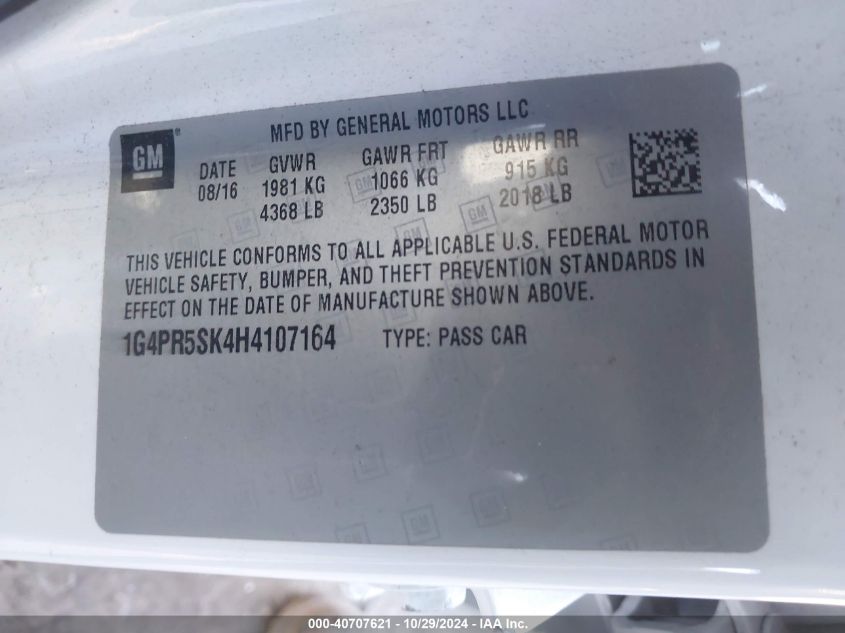 GM
MFD BY GENERAL MOTORS LLC
DATE GVWR GAWR FRT GAWR RR
08/16 1981 KG 1066 KG 915 KG
4368 LB 2350 LB 2018 LB
THIS VEHICLE CONFORMS TO ALL APPLICABLE U.S. FEDERAL MOTOR
VEHICLE SAFETY, BUMPER, AND THEFT PREVENTION STANDARDS IN
EFFECT ON THE DATE OF MANUFACTURE SHOWN ABOVE.
1G4PR5SK4H4107164 TYPE: PASS CAR
000-40707621 - 10/29/2024 - IAA Inc.